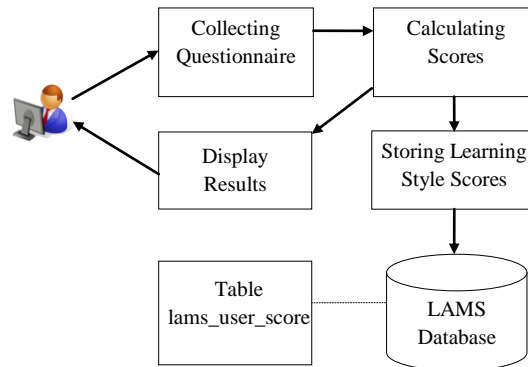 Collecting
Questionnaire
Calculating
Scores
Display
Results
Storing Learning
Style Scores
Table
lams_user_score
LAMS
Database